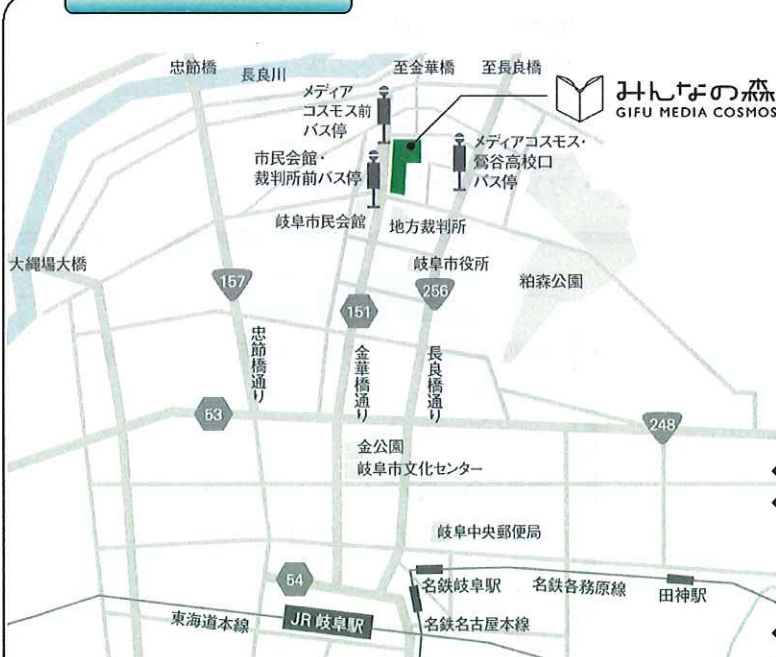 忠節橋
長良川
至金華橋
至長良橋
メディア
コスモス前
バス停
みんなの森
GIFU MEDIA COSMOS
メディアコスモス・
鶯谷高校口
バス停
市民会館・
裁判所前バス停
岐阜市民会館
地方裁判所
大縄場大橋
岐阜市役所
粕森公園
157
151
256
忠節橋通り
金華橋通り
長良橋通り
53
248
金公園
岐阜市文化センター
岐阜中央郵便局
54
名鉄岐阜駅
名鉄各務原線
田神駅
東海道本線
JR岐阜駅
名鉄名古屋本線